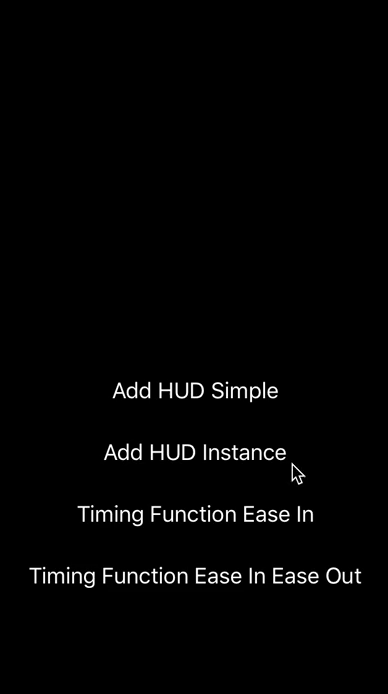 Add HUD Simple
Add HUD Instance
Timing Function Ease In
Timing Function Ease In Ease Out